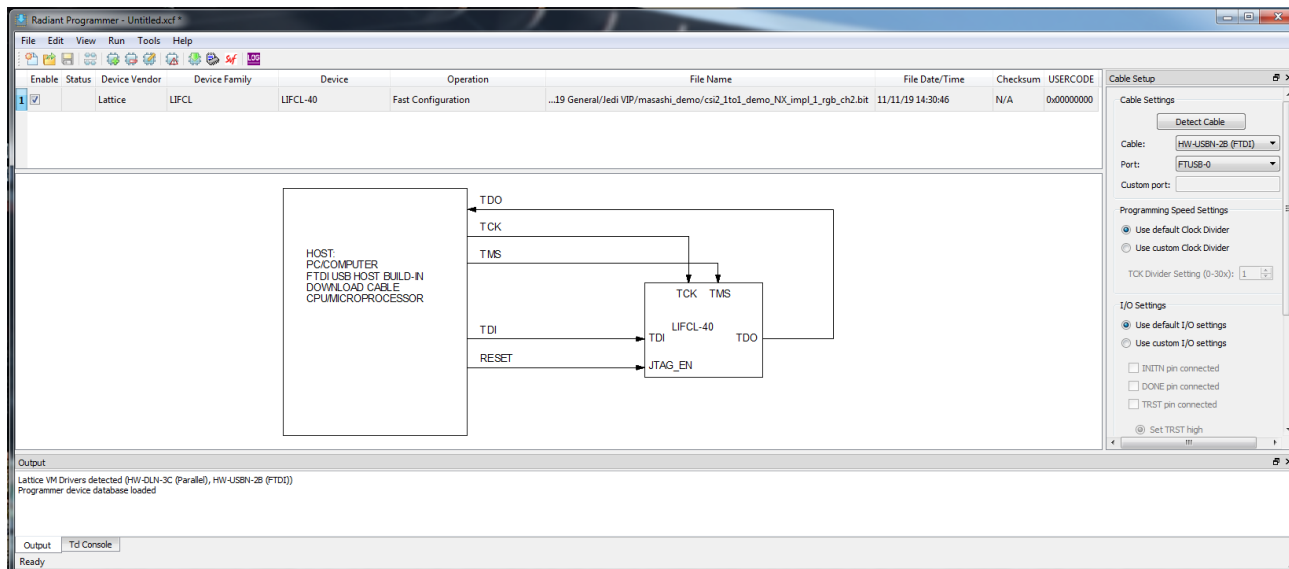 Radiant Programmer - Untitled.xcf *
File Edit View Run Tools Help
Enable Status Device Vendor Device Family Device Operation File Name File Date/Time Checksum USERCODE
1 Lattice LIFCL LIFCL-40 Fast Configuration ...19 General/Jedi VIP/masashi_demo/csi2_1to1_demo_NX_impl_1_rgb_ch2.bit 11/11/19 14:30:46 N/A 0x00000000
Cable Setup
Cable Settings
Detect Cable
Cable: HW-USBN-2B (FTDI)
Port: FTUSB-0
Custom port:
Programming Speed Settings
Use default Clock Divider
Use custom Clock Divider
TCK Divider Setting (0-30x): 1
I/O Settings
Use default I/O settings
Use custom I/O settings
INITN pin connected
DONE pin connected
TRST pin connected
Set TRST high
TDO
TCK
TMS
HOST:
PC/COMPUTER
FTDI USB HOST BUILD-IN
DOWNLOAD CABLE
CPU/MICROPROCESSOR
TCK TMS
LIFCL-40
TDI
TDI
TDO
RESET
JTAG_EN
Output
Lattice VM Drivers detected (HW-DLN-3C (Parallel), HW-USBN-2B (FTDI))
Programmer device database loaded
Output Tcl Console
Ready